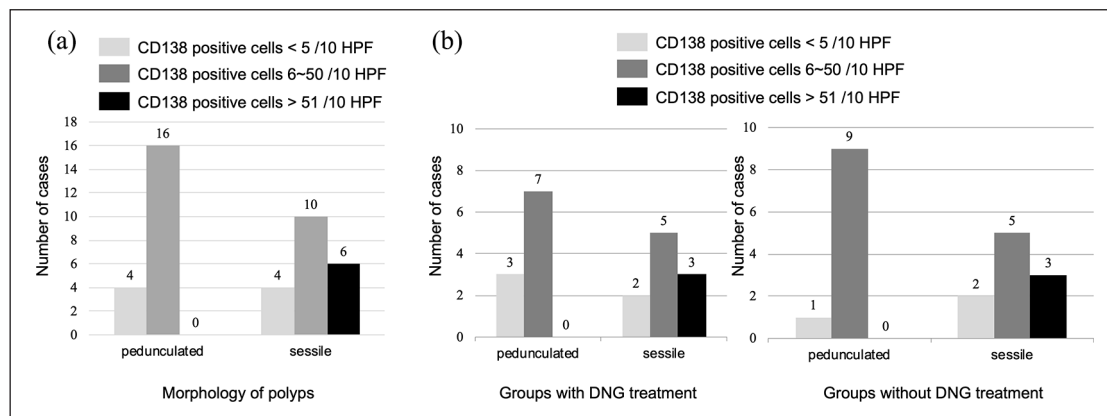 (a)
CD138 positive cells < 5 /10 HPF
CD138 positive cells 6~50 /10 HPF
CD138 positive cells > 51 /10 HPF
Number of cases
18
16
14
12
10
8
6
4
2
0
4
16
0
4
10
6
pedunculated
sessile
Morphology of polyps
(b)
CD138 positive cells < 5 /10 HPF
CD138 positive cells 6~50 /10 HPF
CD138 positive cells > 51 /10 HPF
Number of cases
10
8
6
4
2
0
3
7
0
2
5
3
pedunculated
sessile
Groups with DNG treatment
Number of cases
10
8
6
4
2
0
1
9
0
2
5
3
pedunculated
sessile
Groups without DNG treatment